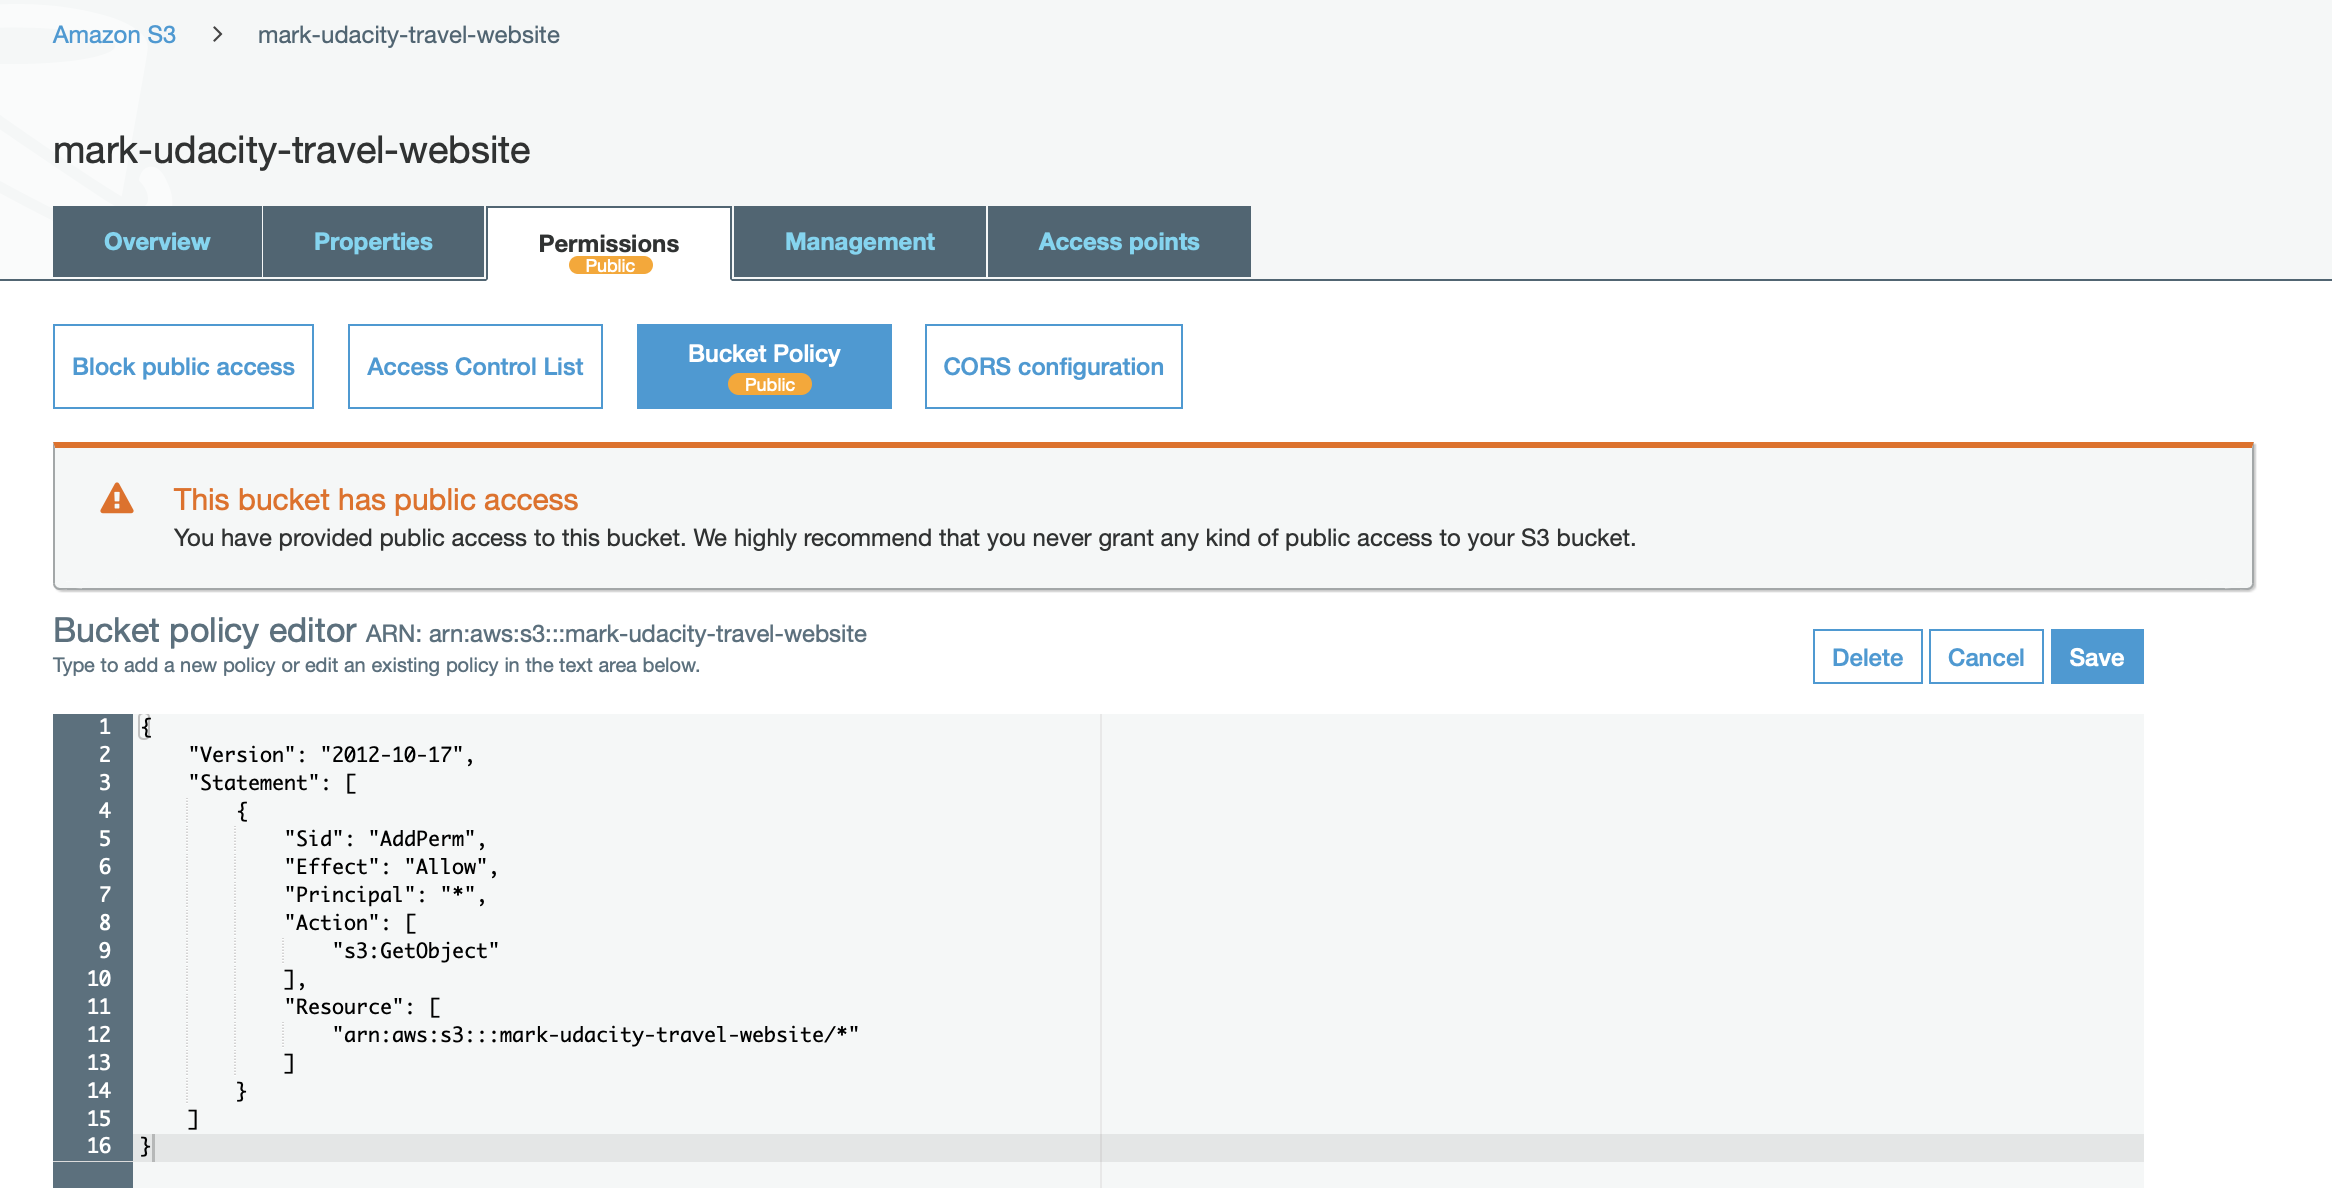 Amazon S3 > mark-udacity-travel-website
mark-udacity-travel-website
Overview Properties Permissions Management Access points
Public
Block public access Access Control List Bucket Policy CORS configuration
Public
This bucket has public access
You have provided public access to this bucket. We highly recommend that you never grant any kind of public access to your S3 bucket.
Bucket policy editor ARN: arn:aws:s3:::mark-udacity-travel-website
Type to add a new policy or edit an existing policy in the text area below.
Delete Cancel Save
1 {
2     "Version": "2012-10-17",
3     "Statement": [
4         {
5             "Sid": "AddPerm",
6             "Effect": "Allow",
7             "Principal": "*",
8             "Action": [
9                 "s3:GetObject"
10             ],
11             "Resource": [
12                 "arn:aws:s3:::mark-udacity-travel-website/*"
13             ]
14         }
15     ]
16 }